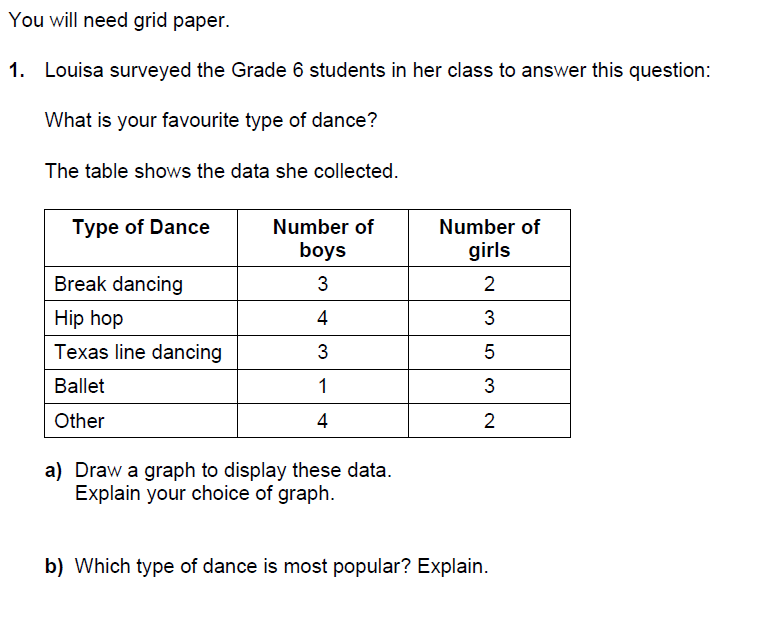 You will need grid paper.
1. Louisa surveyed the Grade 6 students in her class to answer this question:
What is your favourite type of dance?
The table shows the data she collected.
Type of Dance Number of boys Number of girls
Break dancing 3 2
Hip hop 4 3
Texas line dancing 3 5
Ballet 1 3
Other 4 2
a) Draw a graph to display these data.
Explain your choice of graph.
b) Which type of dance is most popular? Explain.